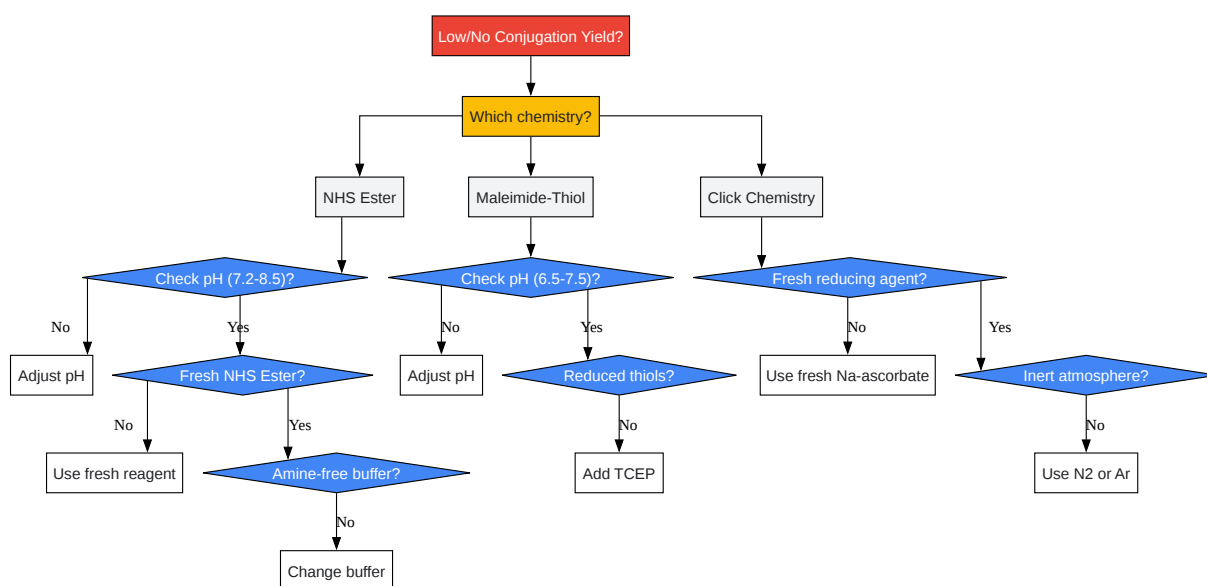 Low/No Conjugation Yield?
Which chemistry?
NHS Ester
Maleimide-Thiol
Click Chemistry
Check pH (7.2-8.5)?
Check pH (6.5-7.5)?
Fresh reducing agent?
No
Yes
No
Yes
No
Yes
Adjust pH
Fresh NHS Ester?
Adjust pH
Reduced thiols?
Use fresh Na-ascorbate
Inert atmosphere?
No
Yes
No
No
Use fresh reagent
Amine-free buffer?
Add TCEP
Use N2 or Ar
No
Change buffer